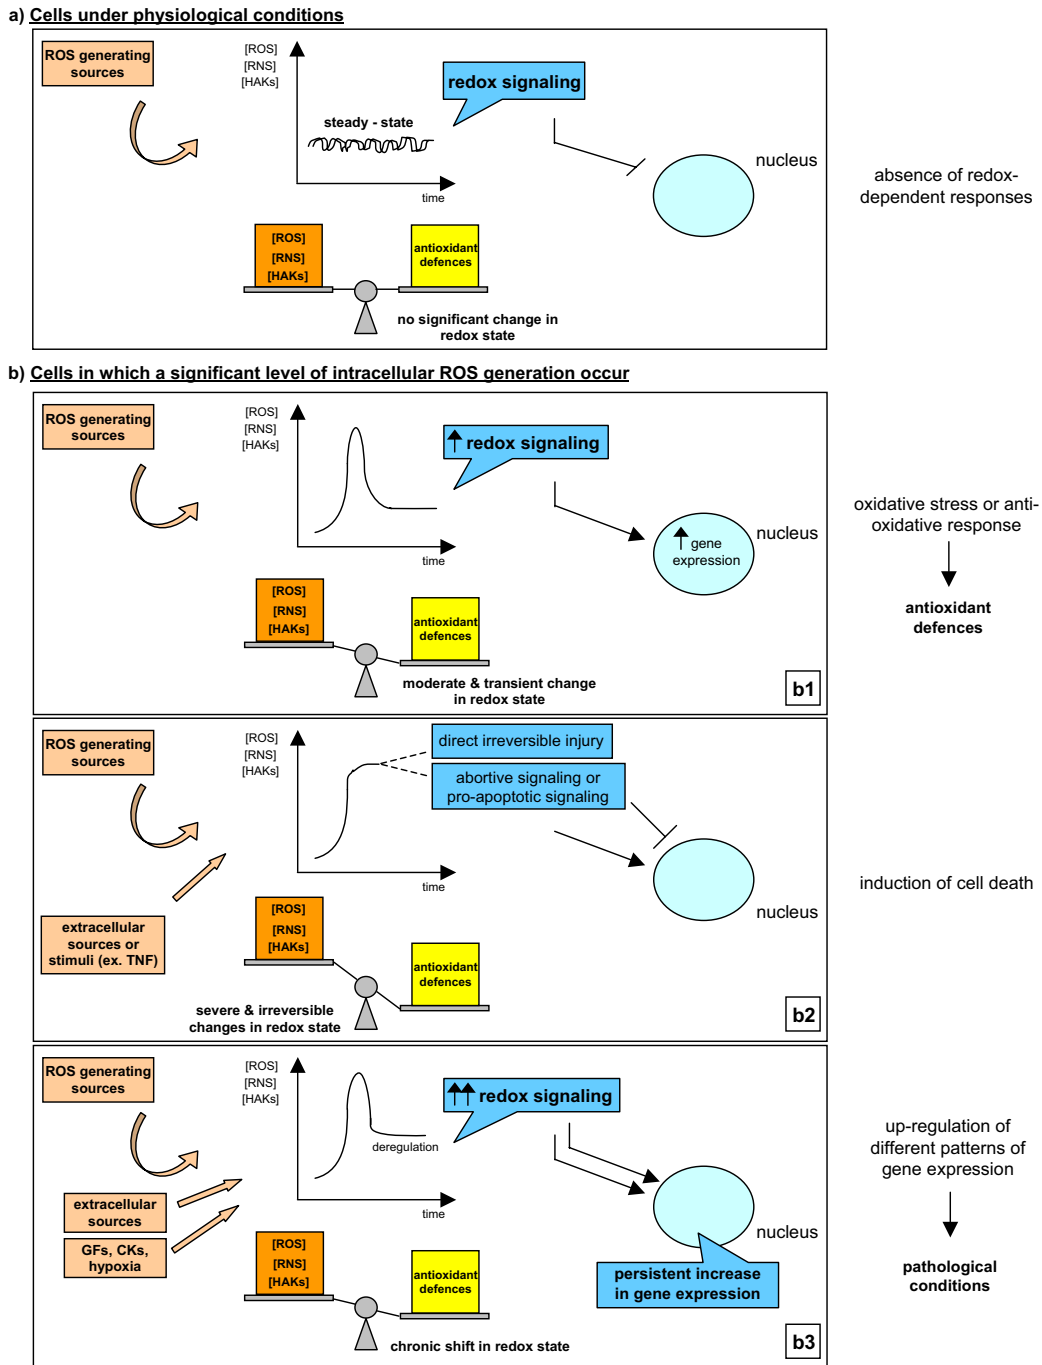 a) Cells under physiological conditions
ROS generating
sources
[ROS]
[RNS]
[HAKs]
steady - state
time
redox signaling
nucleus
absence of redox-
dependent responses
[ROS]
[RNS]
[HAKs]
antioxidant
defences
no significant change in
redox state
b) Cells in which a significant level of intracellular ROS generation occur
ROS generating
sources
[ROS]
[RNS]
[HAKs]
time
redox signaling
nucleus
gene
expression
oxidative stress or anti-
oxidative response
antioxidant
defences
[ROS]
[RNS]
[HAKs]
antioxidant
defences
moderate & transient change
in redox state
b1
ROS generating
sources
[ROS]
[RNS]
[HAKs]
time
direct irreversible injury
abortive signaling or
pro-apoptotic signaling
nucleus
induction of cell death
extracellular
sources or
stimuli (ex. TNF)
[ROS]
[RNS]
[HAKs]
antioxidant
defences
severe & irreversible
changes in redox state
b2
ROS generating
sources
[ROS]
[RNS]
[HAKs]
deregulation
time
redox signaling
nucleus
up-regulation of
different patterns of
gene expression
pathological
conditions
extracellular
sources
GFs, CKs,
hypoxia
[ROS]
[RNS]
[HAKs]
antioxidant
defences
persistent increase
in gene expression
chronic shift in redox state
b3